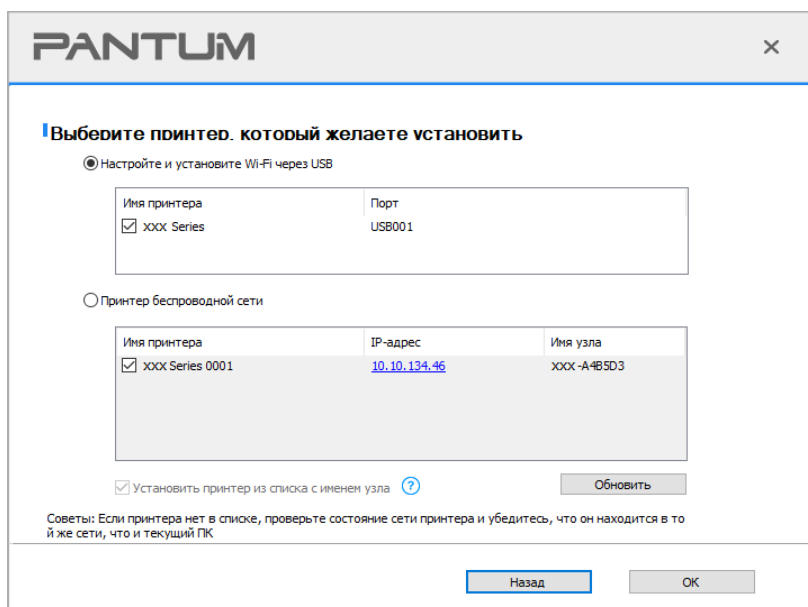 PANTUM
Выберите принтер, который желаете установить
Настройте и установите Wi-Fi через USB
Имя принтера Порт
XXX Series USB001
Принтер беспроводной сети
Имя принтера IP-адрес Имя узла
XXX Series 0001 10.10.134.46 XXX-A4B5D3
Установить принтер из списка с именем узла ?
Обновить
Советы: Если принтера нет в списке, проверьте состояние сети принтера и убедитесь, что он находится в то
й же сети, что и текущий ПК
Назад OK